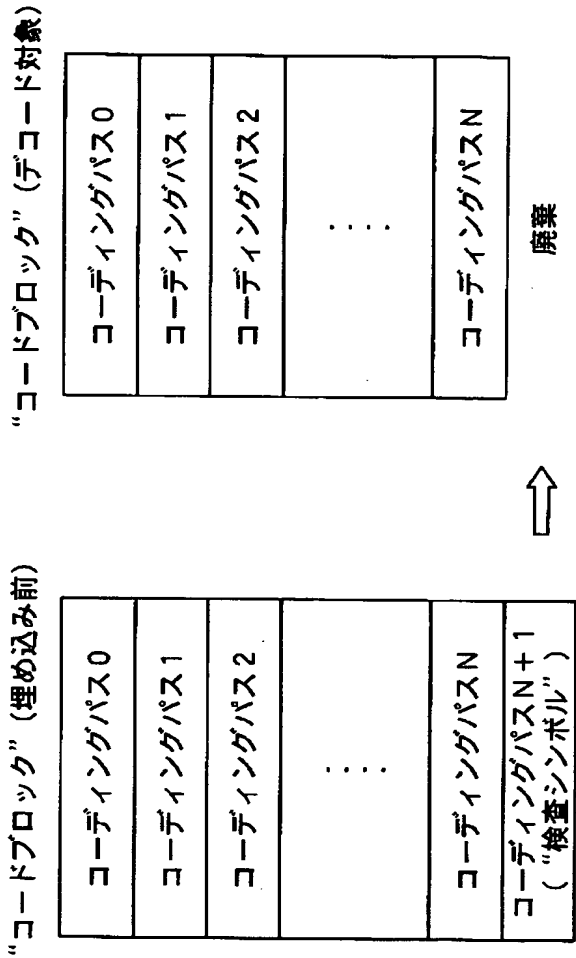 “コードブロック”(埋め込み前)
コーディングパス0
コーディングパス1
コーディングパス2
....
コーディングパスN
コーディングパスN+1
(“検査シンボル”)
“コードブロック”(デコード対象)
コーディングパス0
コーディングパス1
コーディングパス2
....
コーディングパスN
廃棄